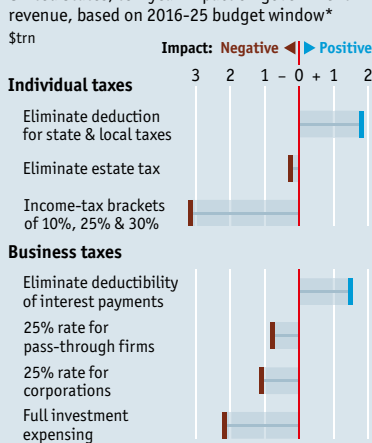 revenue, based on 2016-25 budget window*
$trn
Impact: Negative ◀ ▶ Positive
3 2 1 – 0 + 1 2
Individual taxes
Eliminate deduction
for state & local taxes
Eliminate estate tax
Income-tax brackets
of 10%, 25% & 30%
Business taxes
Eliminate deductibility
of interest payments
25% rate for
pass-through firms
25% rate for
corporations
Full investment
expensing